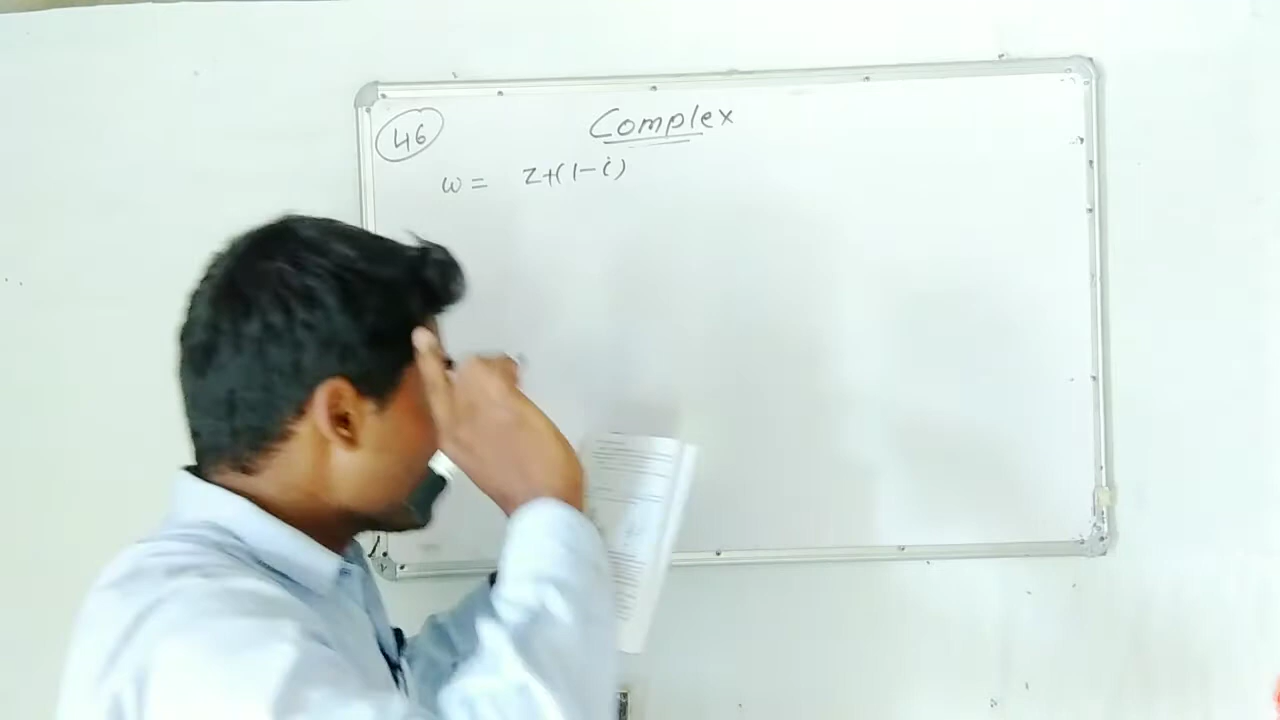 46
Complex
w = z+(1-i)